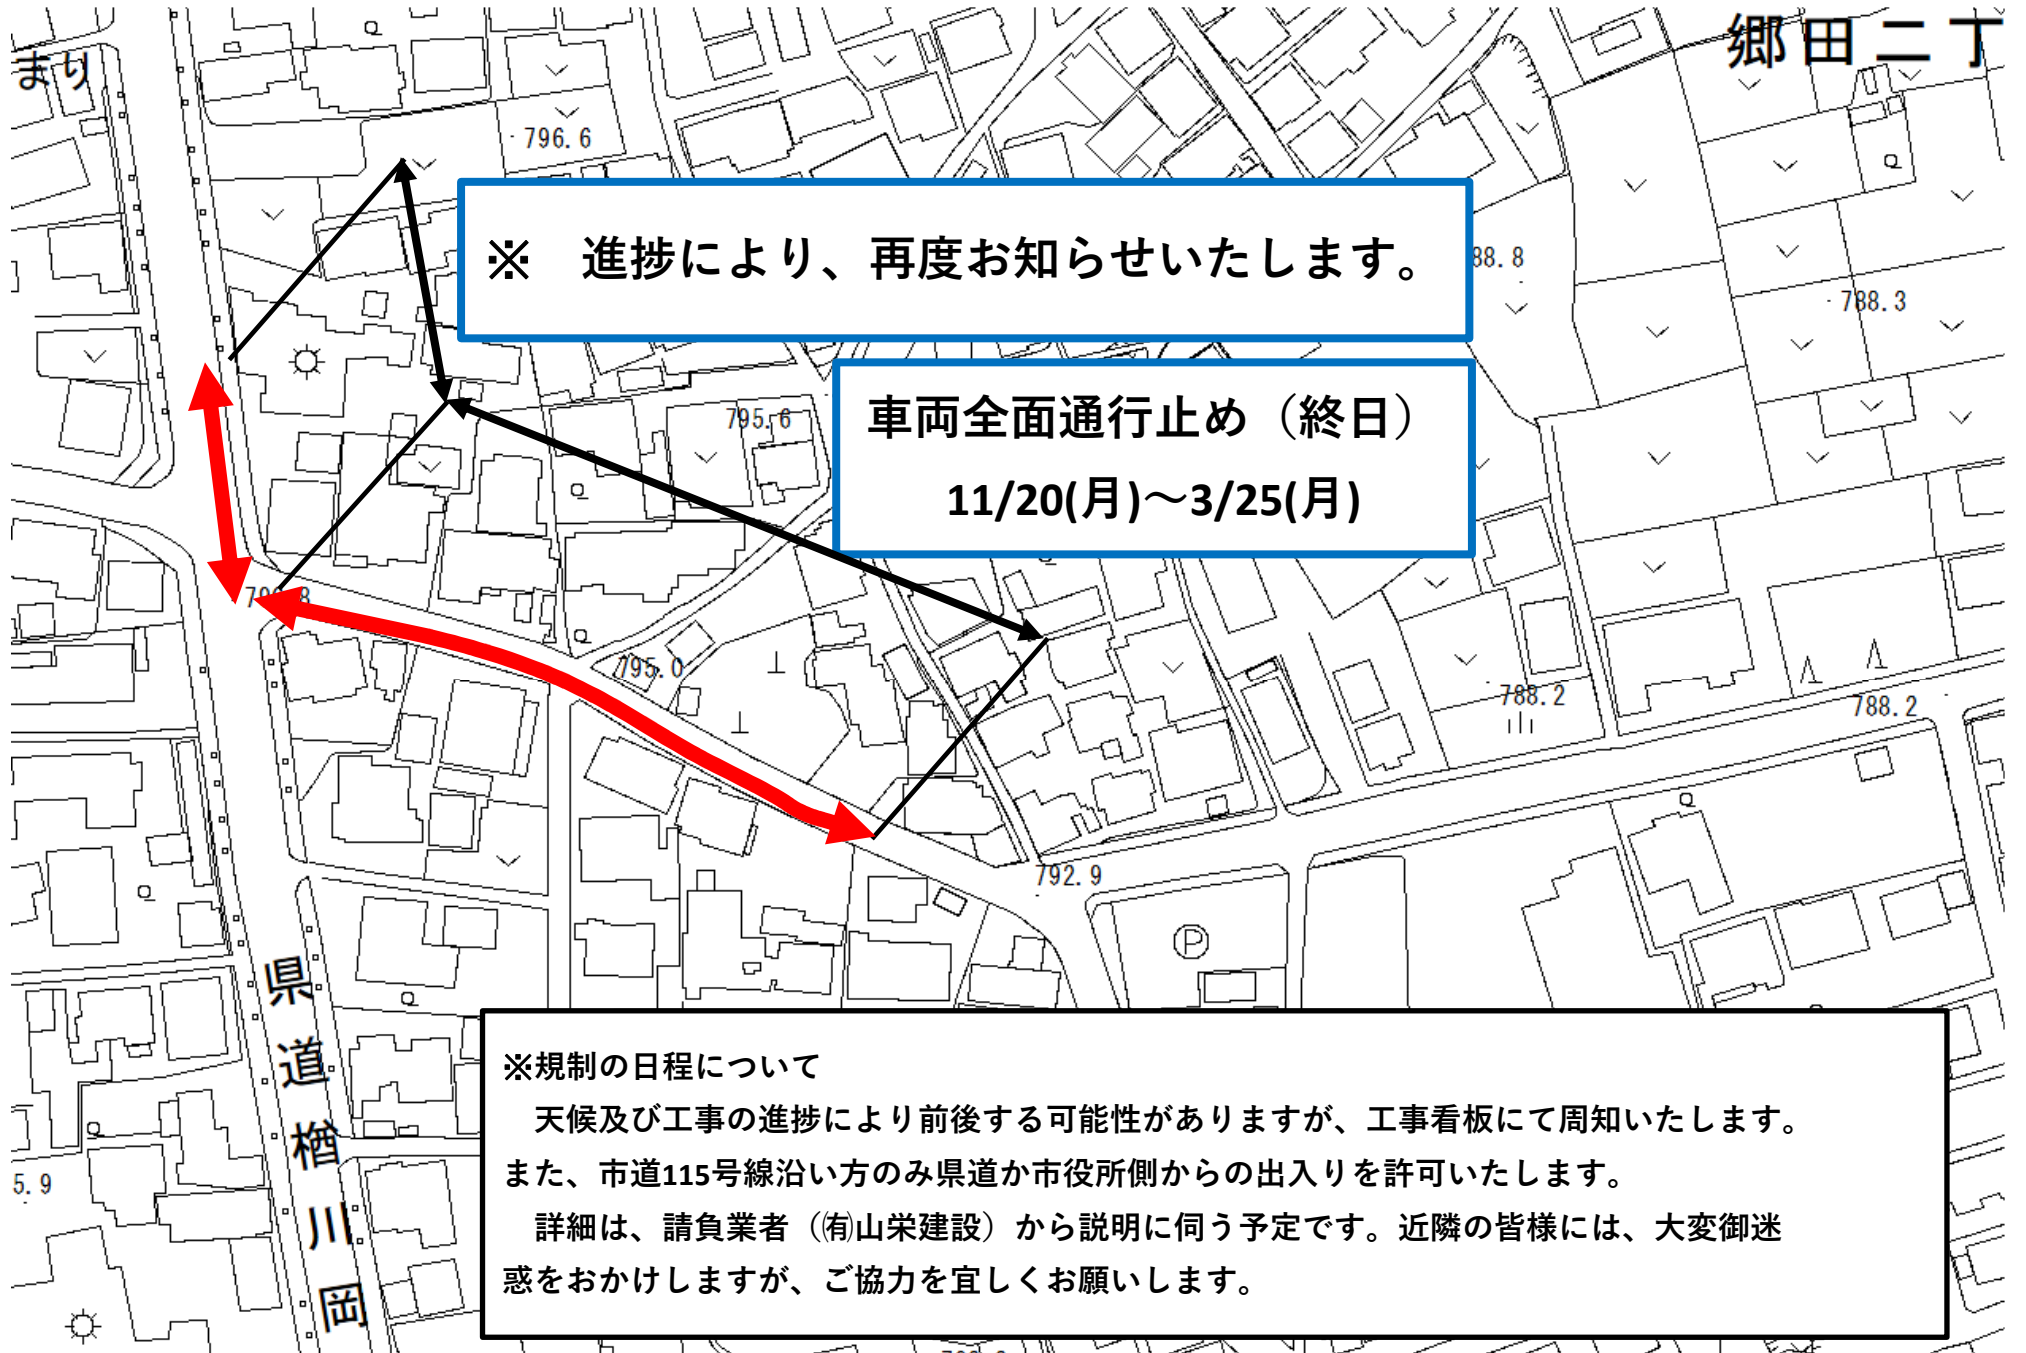 まり
郷田二丁
796.6
※　進捗により、再度お知らせいたします。
88.8
788.3
795.6
車両全面通行止め（終日）
11/20(月)～3/25(月)
795.0
788.2
788.2
792.9
P
県道楢川岡
5.9
※規制の日程について
　天候及び工事の進捗により前後する可能性がありますが、工事看板にて周知いたします。
また、市道115号線沿い方のみ県道か市役所側からの出入りを許可いたします。
　詳細は、請負業者（㈲山栄建設）から説明に伺う予定です。近隣の皆様には、大変御迷
惑をおかけしますが、ご協力を宜しくお願いします。